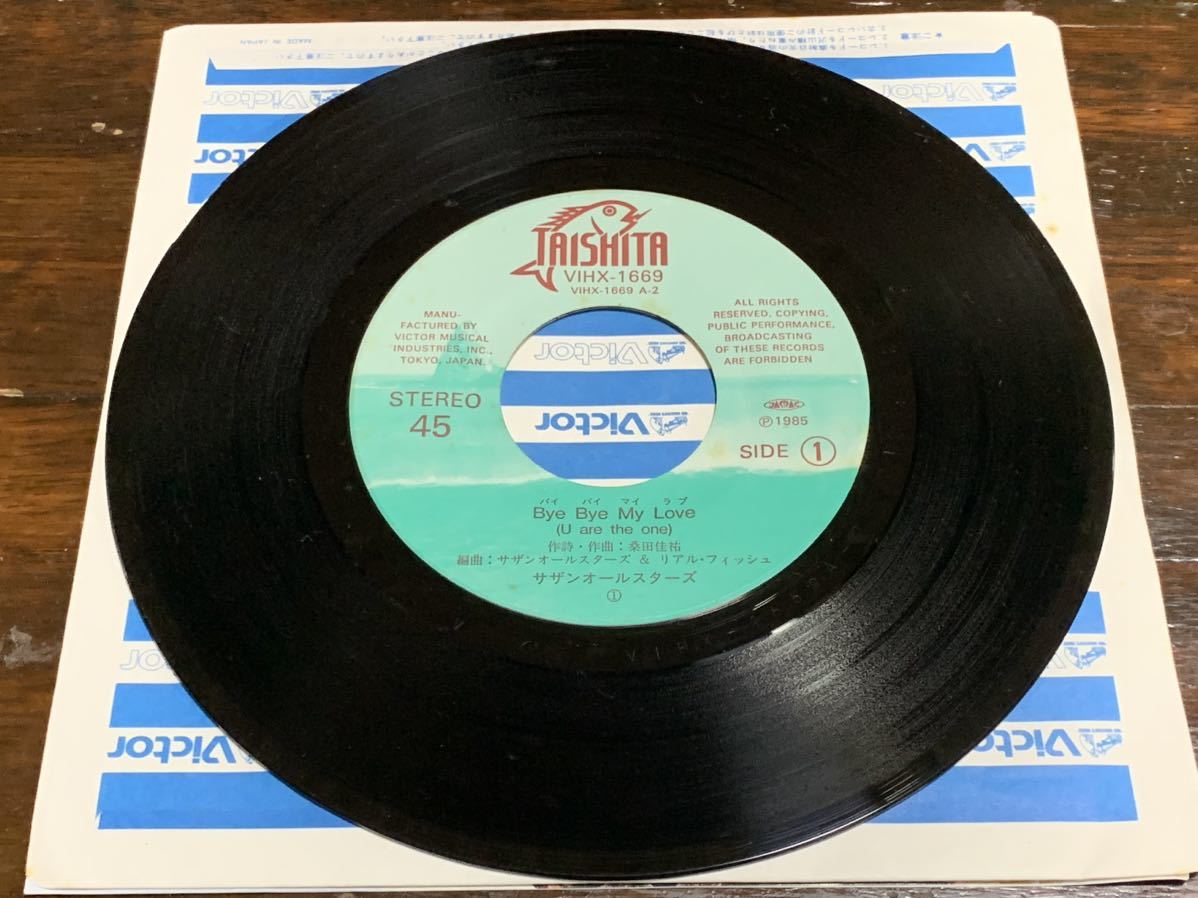 TAISHITA
VIHX-1669
VIHX-1669 A-2
MANU-
FACTURED BY
VICTOR MUSICAL
INDUSTRIES, INC.,
TOKYO, JAPAN.
ALL RIGHTS
RESERVED, COPYING,
PUBLIC PERFORMANCE,
BROADCASTING
OF THESE RECORDS
ARE FORBIDDEN
STEREO
45
JASRAC
Ⓟ1985
SIDE ①
バイ バイ マイ ラブ
Bye Bye My Love
(U are the one)
作詩・作曲：桑田佳祐
編曲：サザンオールスターズ & リアル・フィッシュ
サザンオールスターズ
①
Victor
Victor
Victor
Victor
Victor
Victor
Victor
Victor
MADE IN JAPAN
★ご注意